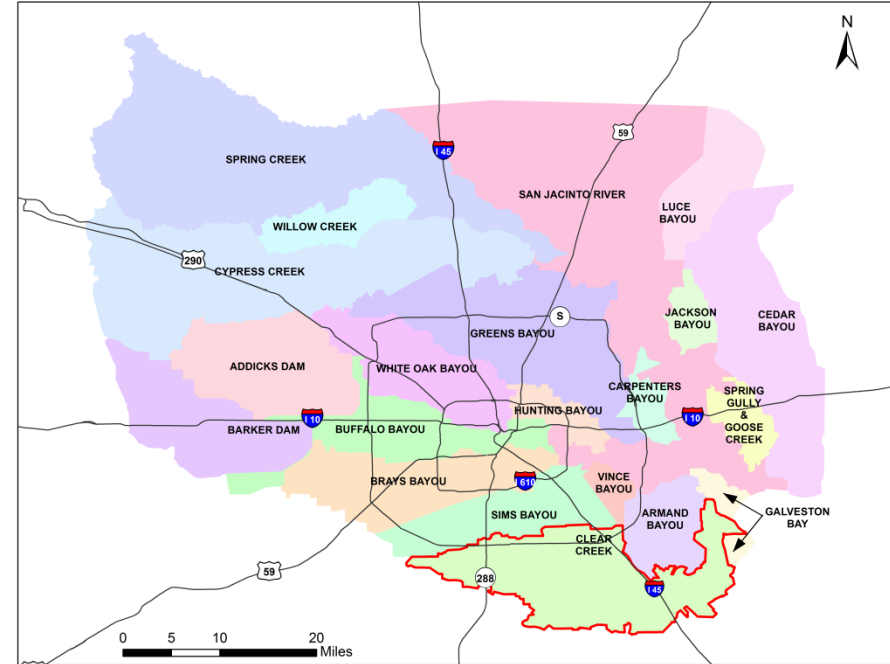 N
59
I 45
SPRING CREEK
SAN JACINTO RIVER
LUCE
BAYOU
WILLOW CREEK
290
CYPRESS CREEK
S
GREENS BAYOU
JACKSON
BAYOU
CEDAR
BAYOU
ADDICKS DAM
WHITE OAK BAYOU
CARPENTERS
BAYOU
SPRING
GULLY
&
GOOSE
CREEK
HUNTING BAYOU
I 10
I 10
BARKER DAM
BUFFALO BAYOU
BRAYS BAYOU
I 610
VINCE
BAYOU
SIMS BAYOU
ARMAND
BAYOU
GALVESTON
BAY
CLEAR
CREEK
59
288
I 45
0 5 10 20
Miles